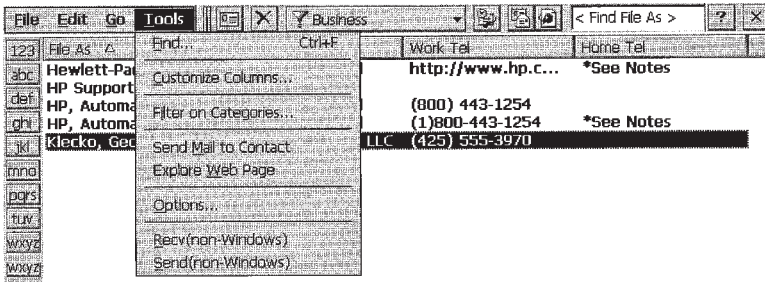 File Edit Go Tools Business < Find File As > ? X
123 File As Work Tel Home Tel
Find... Ctrl+F
abc Hewlett-Pa http://www.hp.c... *See Notes
Customize Columns...
HP Support
def HP, Automa (800) 443-1254
Filter on Categories...
ghi HP, Automa (1)800-443-1254 *See Notes
jkl Klecko, Geo LLC (425) 555-3970
Send Mail to Contact
mno
Explore Web Page
pqrs
Options...
tuv
wxyz
Recv(non-Windows)
wxyz
Send(non-Windows)